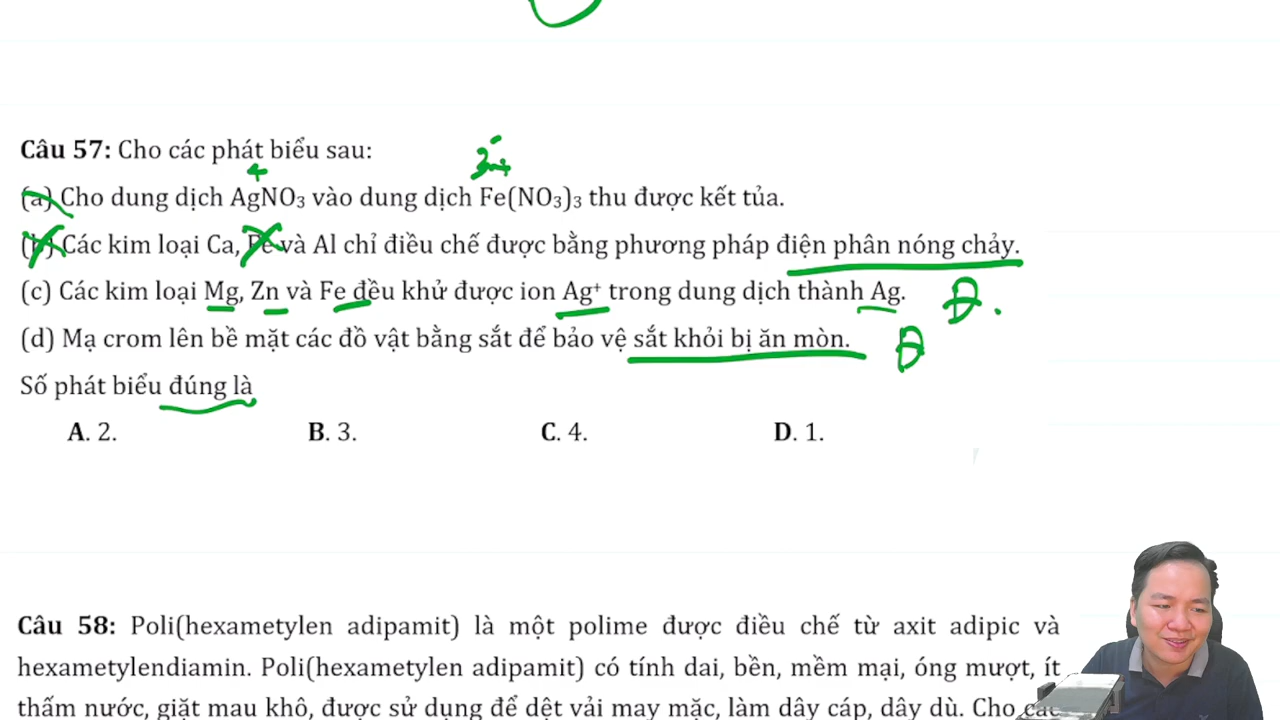 Câu 57: Cho các phát biểu sau:
(a) Cho dung dịch AgNO₃ vào dung dịch Fe(NO₃)₃ thu được kết tủa.
(b) Các kim loại Ca, Fe và Al chỉ điều chế được bằng phương pháp điện phân nóng chảy.
(c) Các kim loại Mg, Zn và Fe đều khử được ion Ag⁺ trong dung dịch thành Ag. Đ.
(d) Mạ crom lên bề mặt các đồ vật bằng sắt để bảo vệ sắt khỏi bị ăn mòn. Đ
Số phát biểu đúng là
A. 2. B. 3. C. 4. D. 1.
Câu 58: Poli(hexametylen adipamit) là một polime được điều chế từ axit adipic và
hexametylendiamin. Poli(hexametylen adipamit) có tính dai, bền, mềm mại, óng mượt, ít
thấm nước, giặt mau khô, được sử dụng để dệt vải may mặc, làm dây cáp, dây dù. Cho các